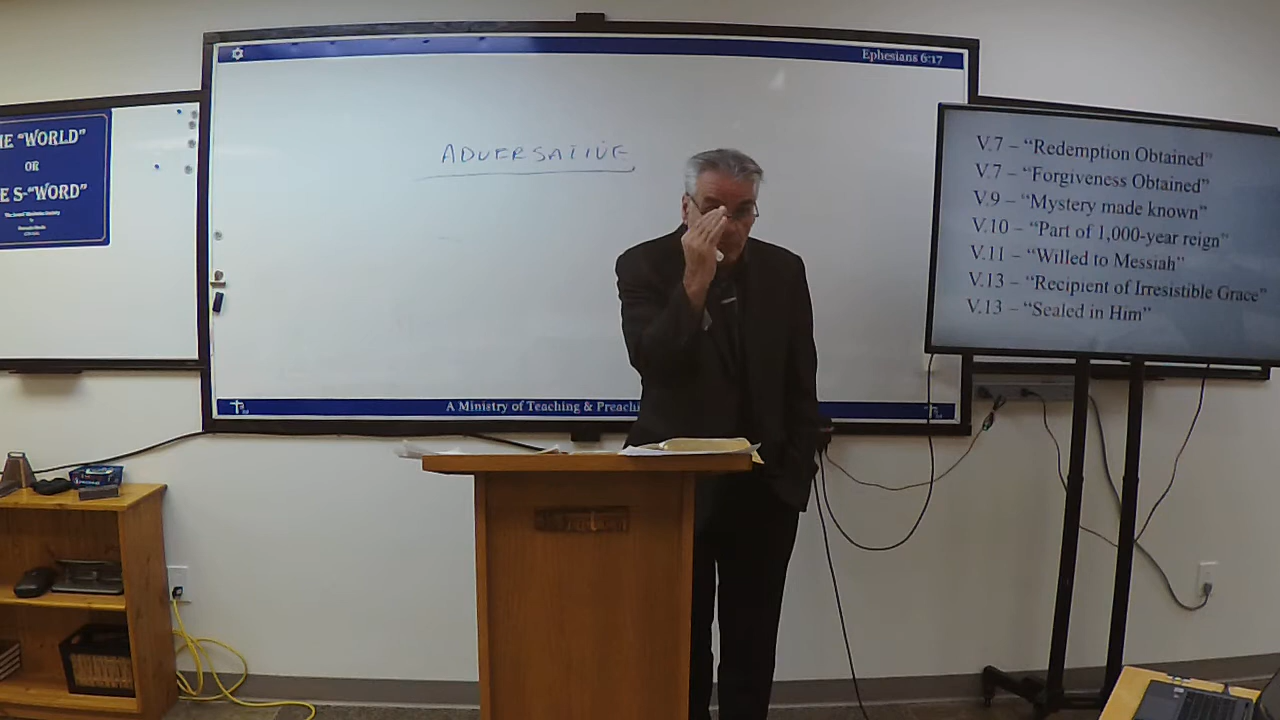 HE "WORLD"
OR
E S-"WORD"
Ephesians 6:17
ADVERSATIVE
A Ministry of Teaching & Preachi
V.7 – "Redemption Obtained"
V.7 – "Forgiveness Obtained"
V.9 – "Mystery made known"
V.10 – "Part of 1,000-year reign"
V.11 – "Willed to Messiah"
V.13 – "Recipient of Irresistible Grace"
V.13 – "Sealed in Him"